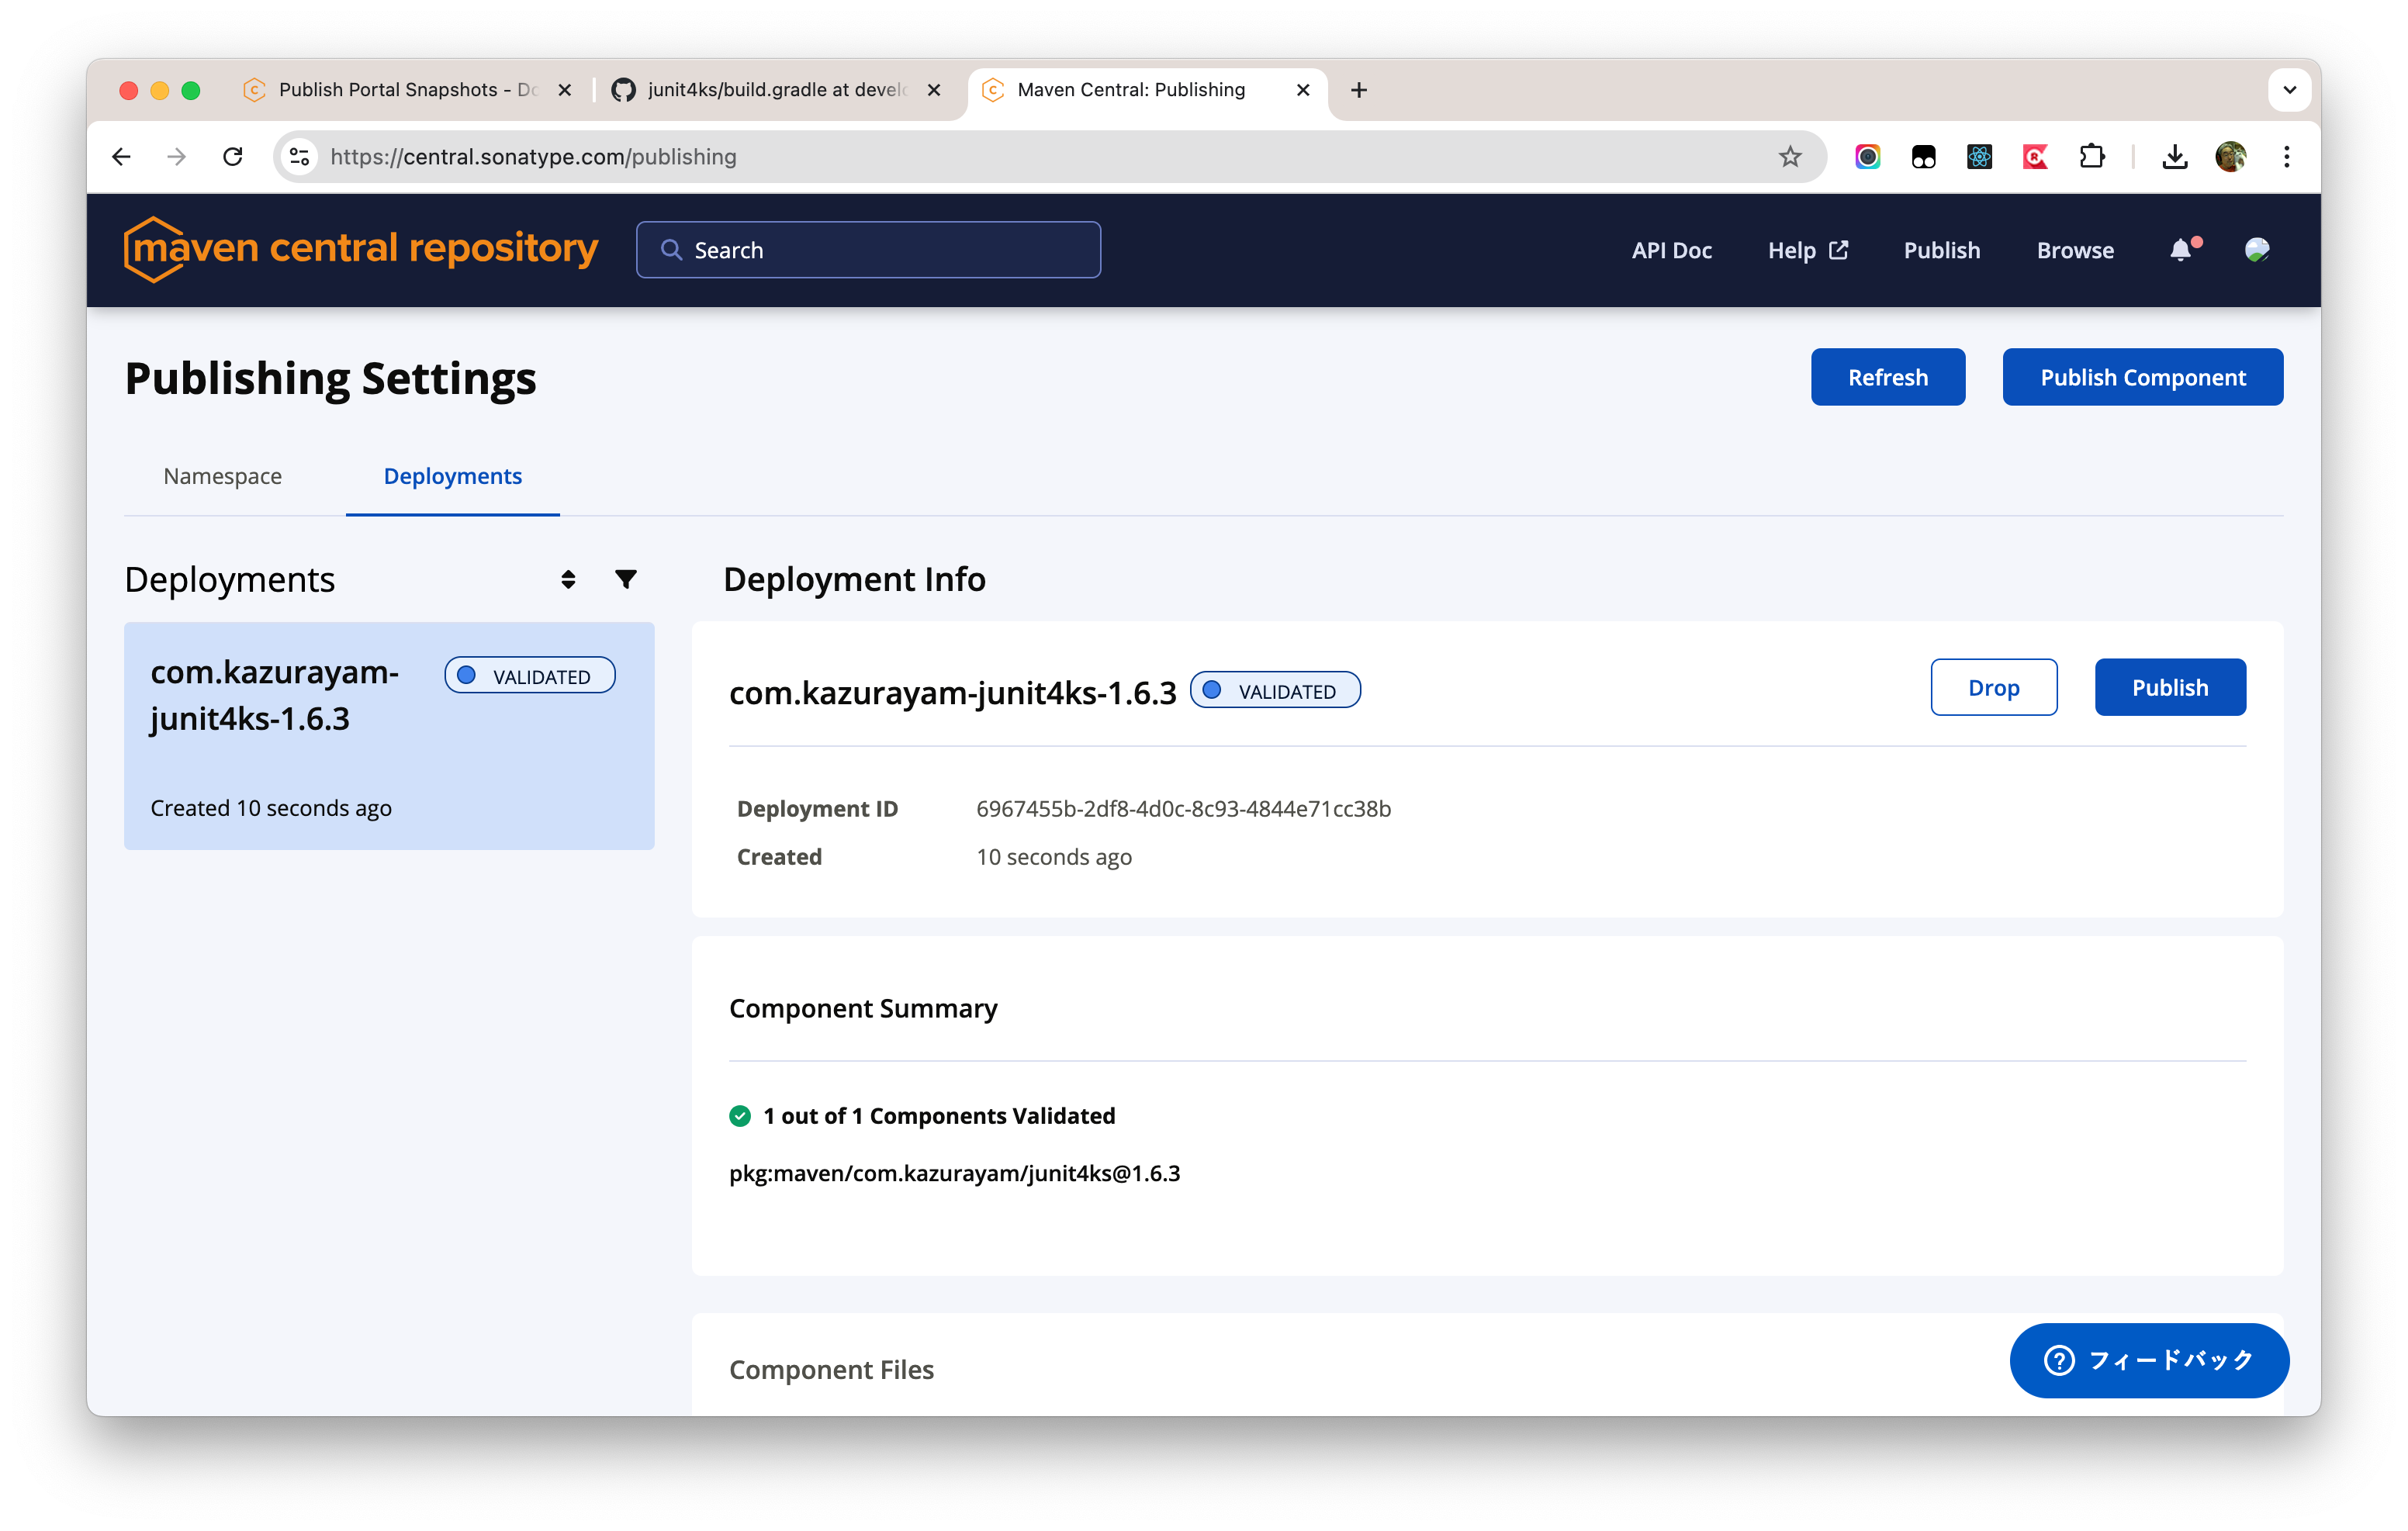 Publish Portal Snapshots - Do
junit4ks/build.gradle at develo
Maven Central: Publishing
https://central.sonatype.com/publishing
maven central repository
Search
API Doc
Help
Publish
Browse
Publishing Settings
Refresh
Publish Component
Namespace
Deployments
Deployments
com.kazurayam-
junit4ks-1.6.3
VALIDATED
Created 10 seconds ago
Deployment Info
com.kazurayam-junit4ks-1.6.3
VALIDATED
Drop
Publish
Deployment ID
6967455b-2df8-4d0c-8c93-4844e71cc38b
Created
10 seconds ago
Component Summary
1 out of 1 Components Validated
pkg:maven/com.kazurayam/junit4ks@1.6.3
Component Files
フィードバック